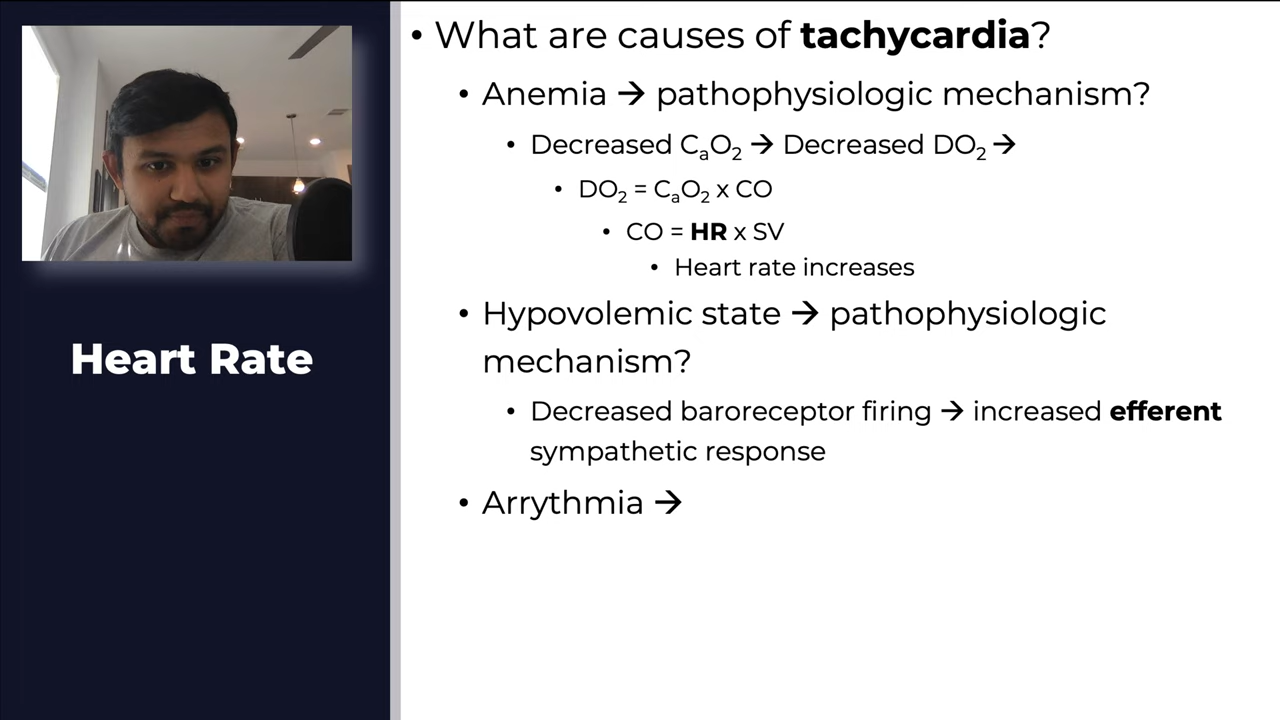 Heart Rate
• What are causes of tachycardia?
• Anemia → pathophysiologic mechanism?
• Decreased CaO2 → Decreased DO2 →
• DO2 = CaO2 x CO
• CO = HR x SV
• Heart rate increases
• Hypovolemic state → pathophysiologic
mechanism?
• Decreased baroreceptor firing → increased efferent
sympathetic response
• Arrythmia →